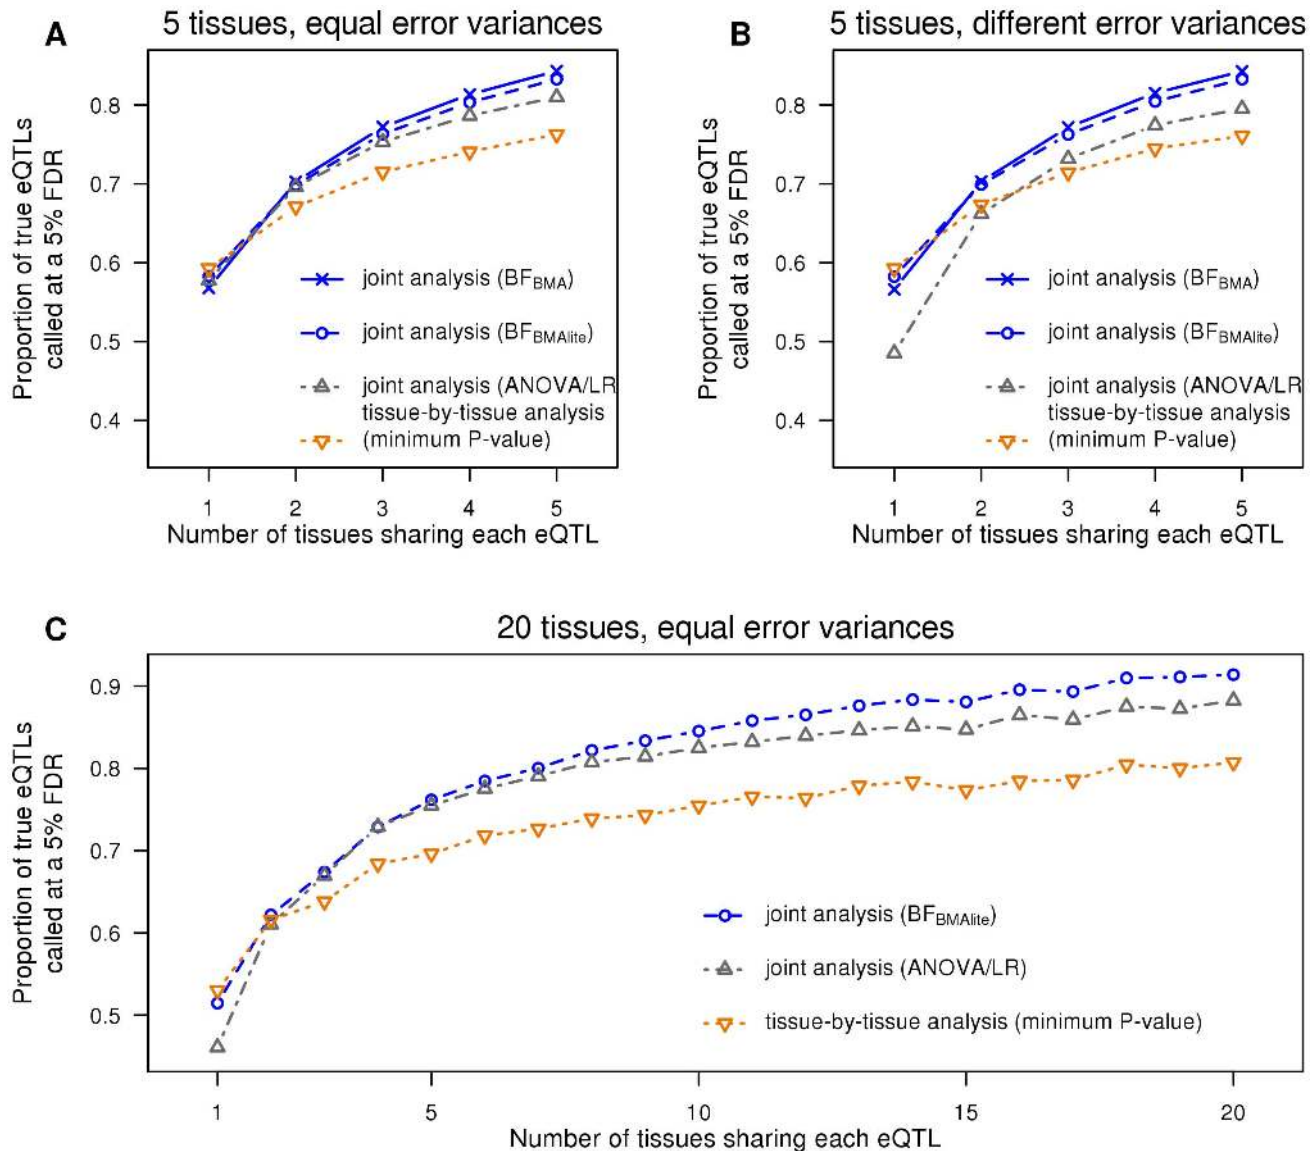 A
5 tissues, equal error variances
Proportion of true eQTLs
called at a 5% FDR
0.8
0.7
0.6
0.5
0.4
joint analysis (BFBMA)
joint analysis (BFBMAlite)
joint analysis (ANOVA/LR
tissue-by-tissue analysis
(minimum P-value)
1 2 3 4 5
Number of tissues sharing each eQTL
B
5 tissues, different error variances
Proportion of true eQTLs
called at a 5% FDR
0.8
0.7
0.6
0.5
0.4
joint analysis (BFBMA)
joint analysis (BFBMAlite)
joint analysis (ANOVA/LR
tissue-by-tissue analysis
(minimum P-value)
1 2 3 4 5
Number of tissues sharing each eQTL
C
20 tissues, equal error variances
Proportion of true eQTLs
called at a 5% FDR
0.9
0.8
0.7
0.6
0.5
joint analysis (BFBMAlite)
joint analysis (ANOVA/LR)
tissue-by-tissue analysis (minimum P-value)
1 5 10 15 20
Number of tissues sharing each eQTL